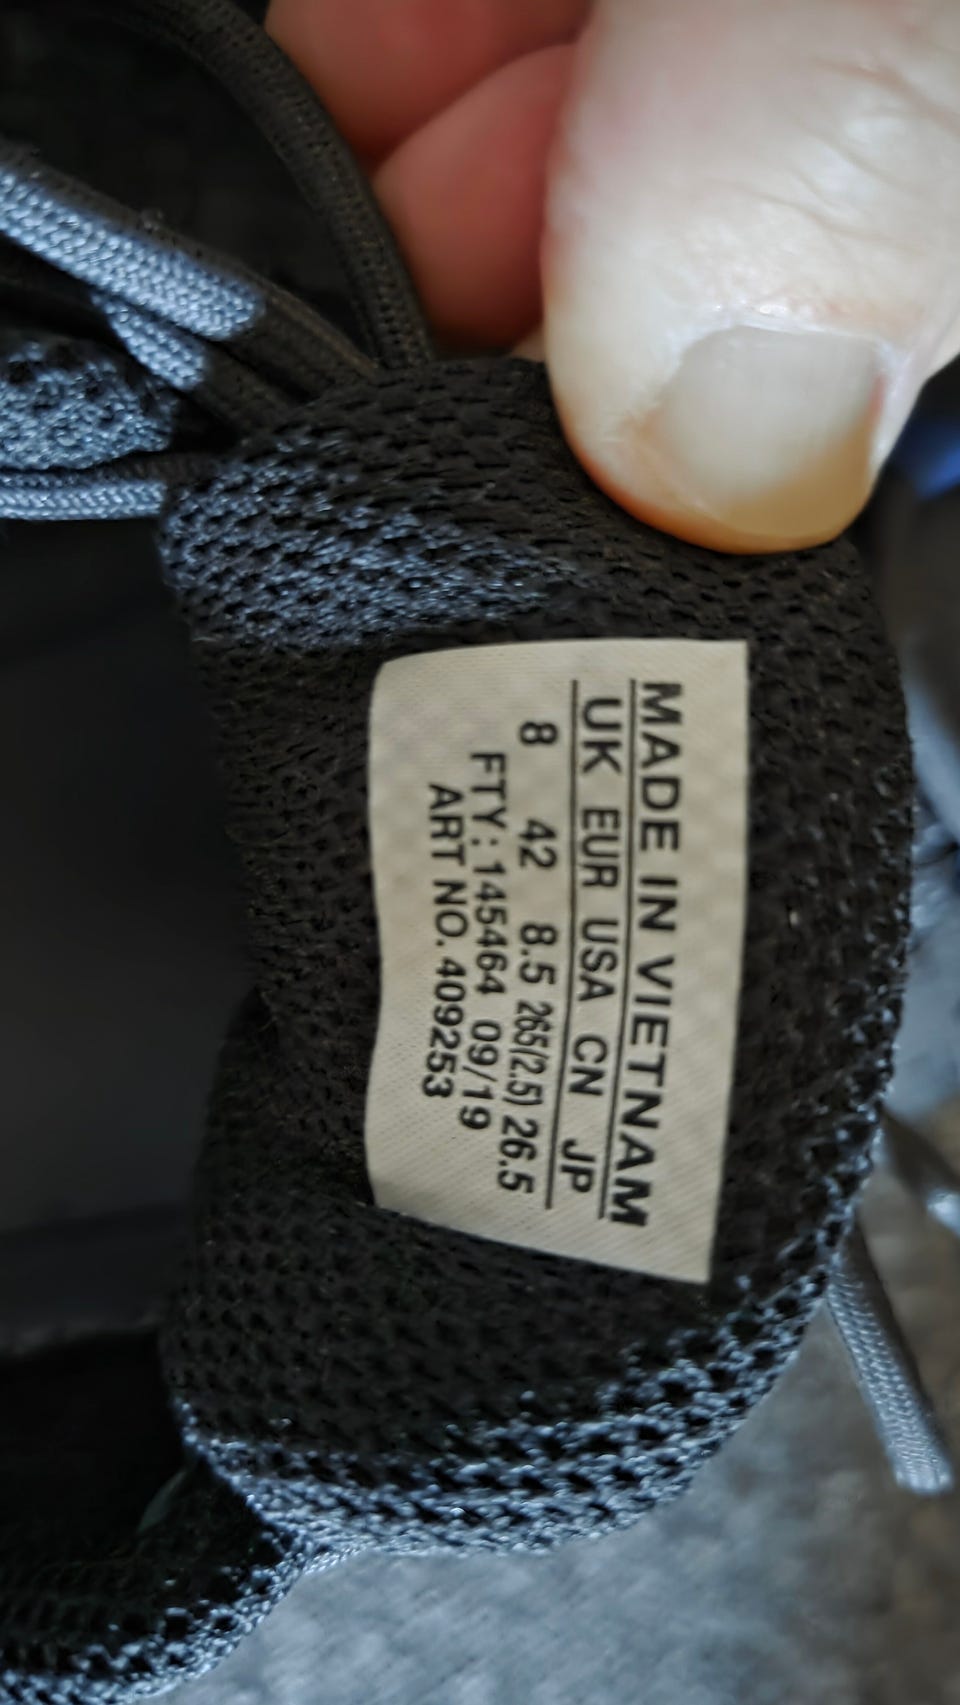 MADE IN VIETNAM
UK EUR USA CN JP
8 42 8.5 265(2.5) 26.5
FTY: 145464 09/19
ART NO. 409253